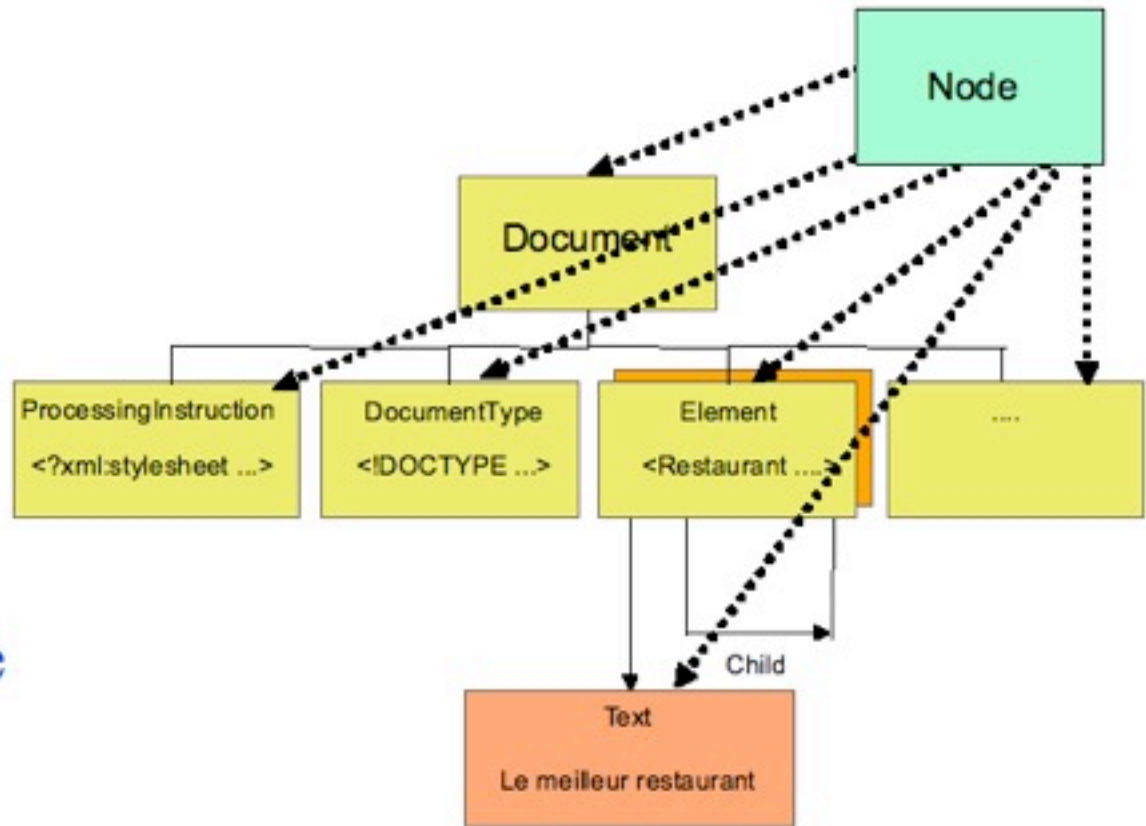 Node
Document
ProcessingInstruction
<?xml:stylesheet ...>
DocumentType
<!DOCTYPE ...>
Element
<Restaurant ....>
....
Child
Text
Le meilleur restaurant